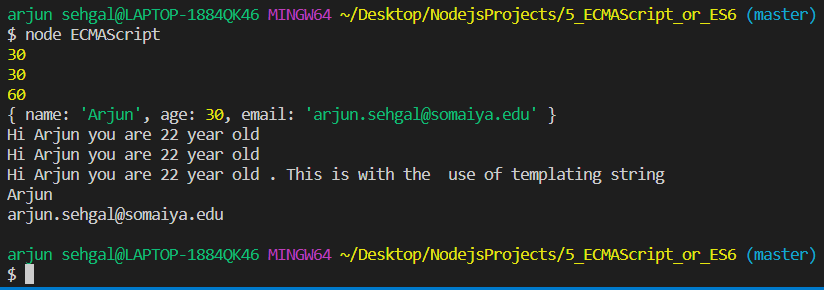 arjun sehgal@LAPTOP-1884QK46 MINGW64 ~/Desktop/NodejsProjects/5_ECMAScript_or_ES6 (master)
$ node ECMAScript
30
30
60
{ name: 'Arjun', age: 30, email: 'arjun.sehgal@somaiya.edu' }
Hi Arjun you are 22 year old
Hi Arjun you are 22 year old
Hi Arjun you are 22 year old . This is with the  use of templating string
Arjun
arjun.sehgal@somaiya.edu
arjun sehgal@LAPTOP-1884QK46 MINGW64 ~/Desktop/NodejsProjects/5_ECMAScript_or_ES6 (master)
$